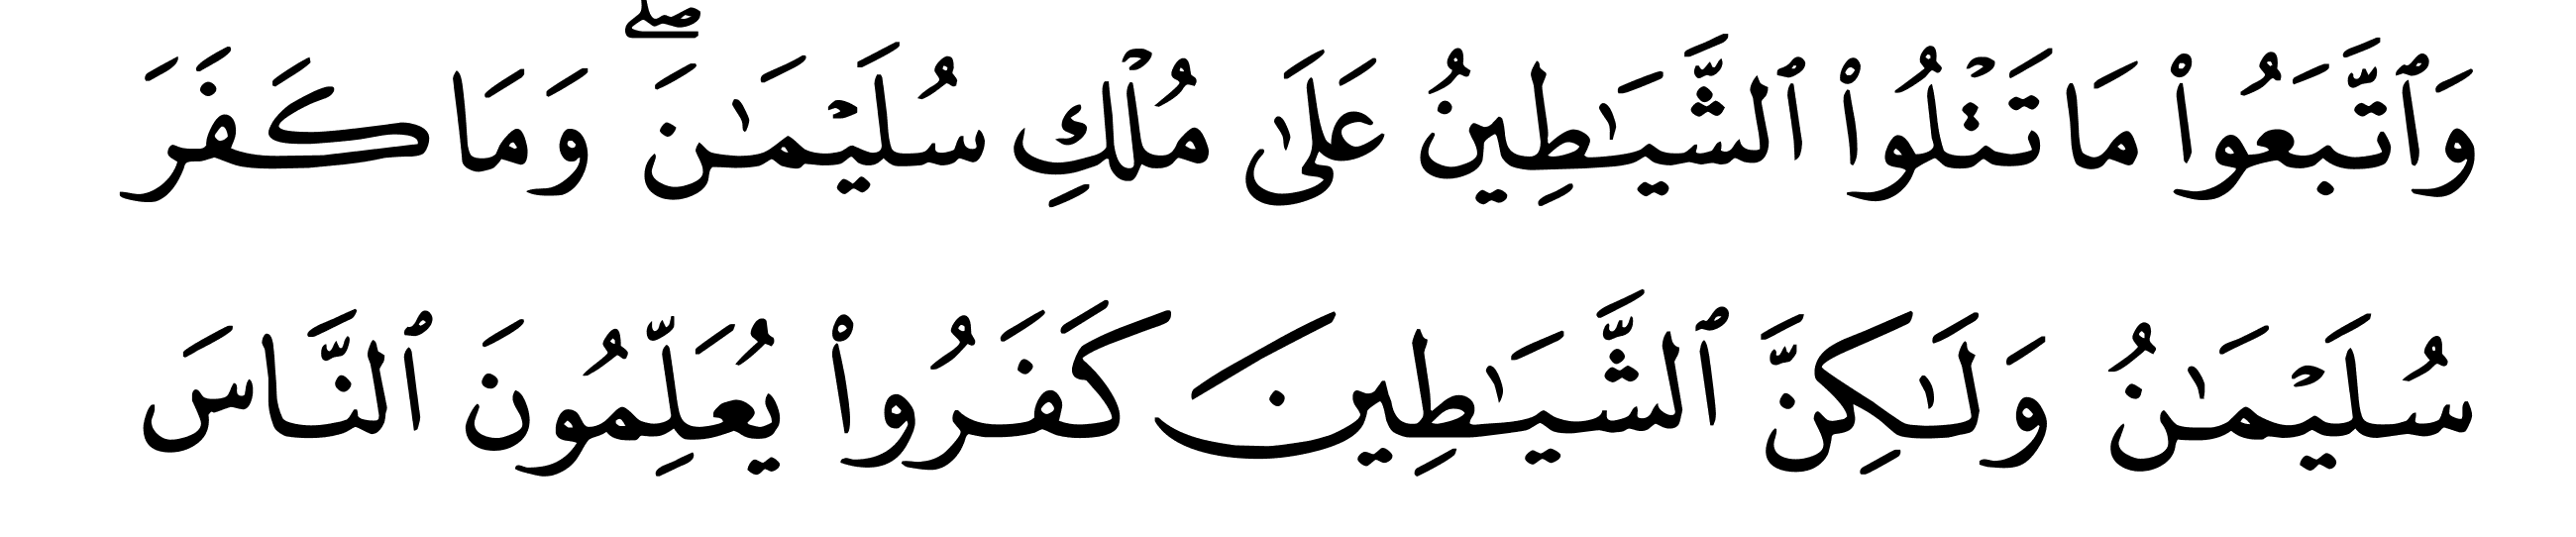 وَٱتَّبَعُوا۟ مَا تَتْلُوا۟ ٱلشَّيَـٰطِينُ عَلَىٰ مُلْكِ سُلَيْمَـٰنَ ۖ وَمَا كَفَرَ
سُلَيْمَـٰنُ وَلَـٰكِنَّ ٱلشَّيَـٰطِينَ كَفَرُوا۟ يُعَلِّمُونَ ٱلنَّاسَ